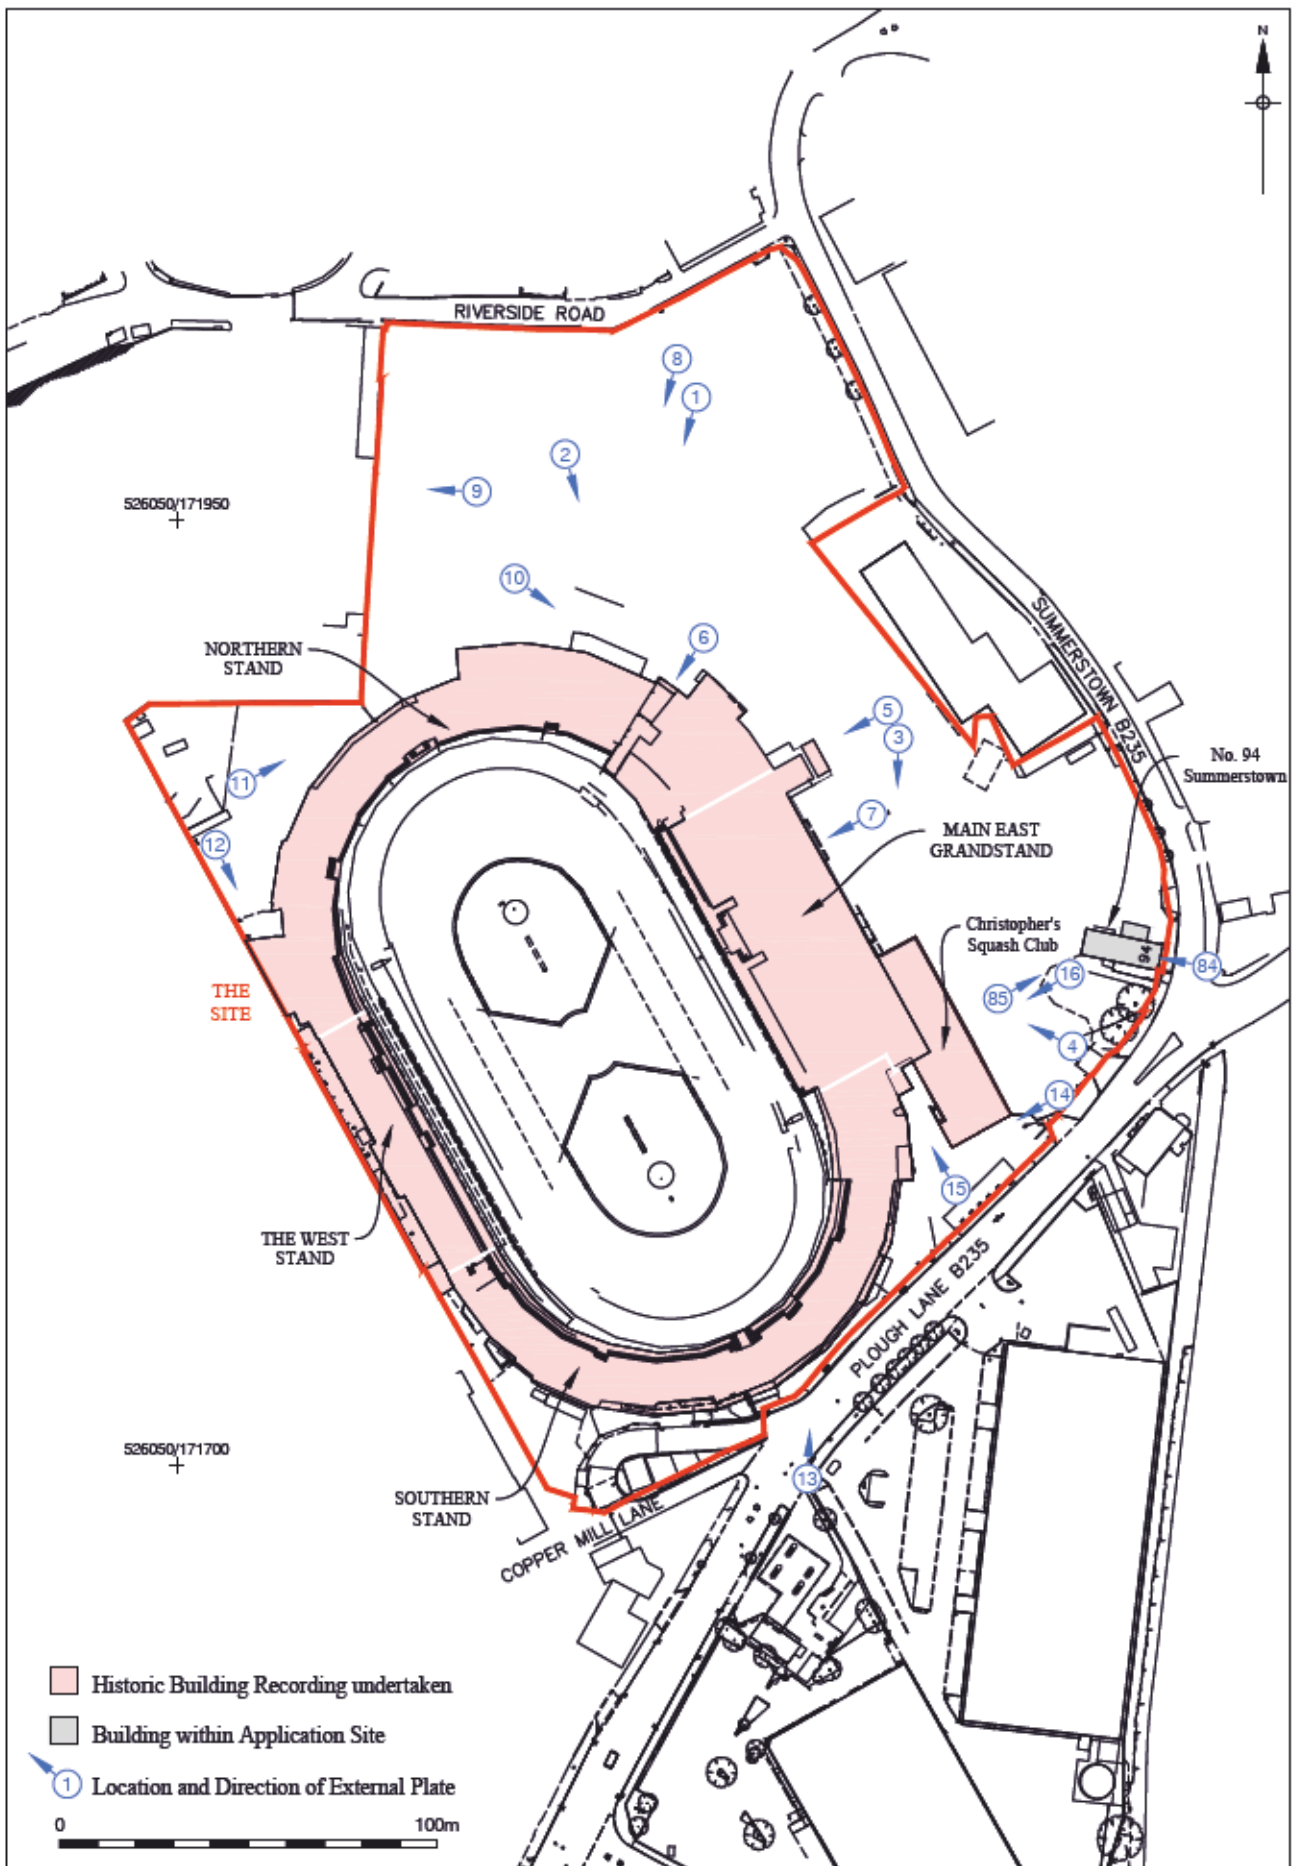 N
RIVERSIDE ROAD
8
1
2
9
526050/171950
10
SUMMERSTOWN B235
6
NORTHERN
STAND
5
3
No. 94
Summerstown
11
7
12
MAIN EAST
GRANDSTAND
Christopher's
Squash Club
94
84
16
85
THE
SITE
4
14
15
THE WEST
STAND
PLOUGH LANE B235
526050/171700
13
SOUTHERN
STAND
COPPER MILL LANE
Historic Building Recording undertaken
Building within Application Site
1 Location and Direction of External Plate
0 100m